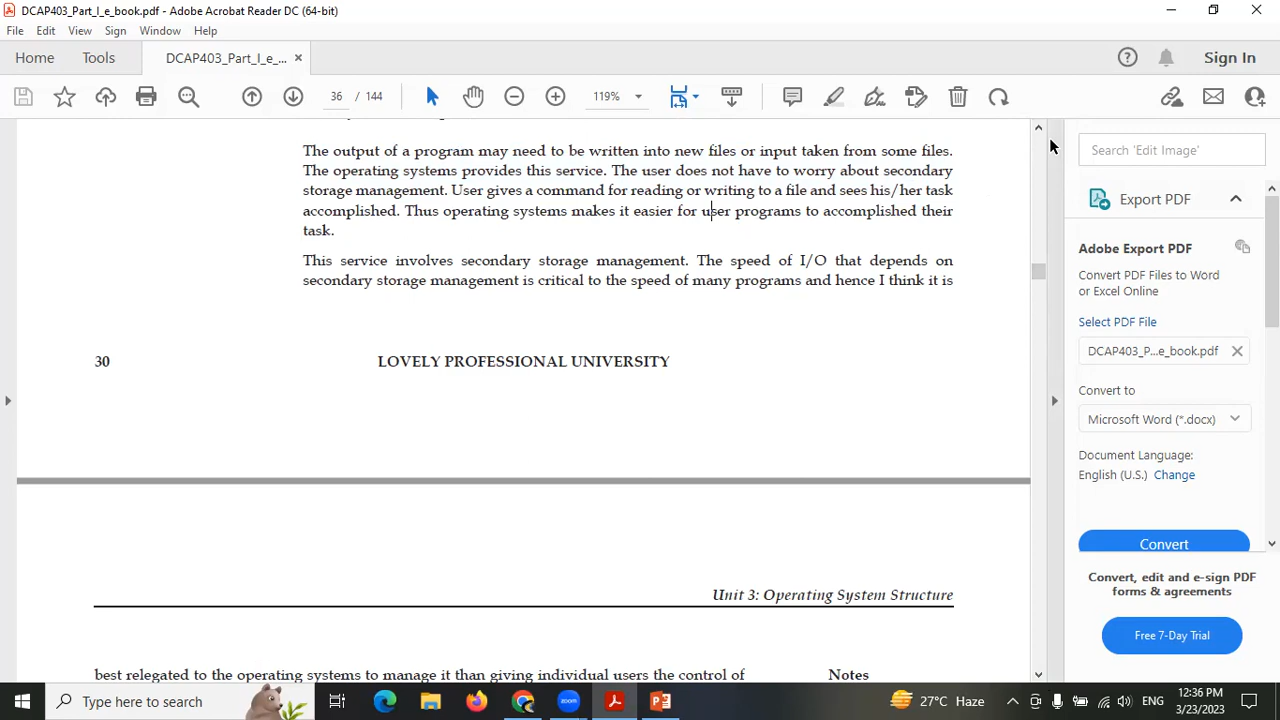 DCAP403_Part_I_e_book.pdf - Adobe Acrobat Reader DC (64-bit)
File Edit View Sign Window Help
Home Tools DCAP403_Part_I_e_... × Sign In
36 / 144 119%
The output of a program may need to be written into new files or input taken from some files.
The operating systems provides this service. The user does not have to worry about secondary
storage management. User gives a command for reading or writing to a file and sees his/her task
accomplished. Thus operating systems makes it easier for user programs to accomplished their
task.
This service involves secondary storage management. The speed of I/O that depends on
secondary storage management is critical to the speed of many programs and hence I think it is
30 LOVELY PROFESSIONAL UNIVERSITY
Unit 3: Operating System Structure
best relegated to the operating systems to manage it than giving individual users the control of
Notes
Search 'Edit Image'
Export PDF
Adobe Export PDF
Convert PDF Files to Word
or Excel Online
Select PDF File
DCAP403_P...e_book.pdf
Convert to
Microsoft Word (*.docx)
Document Language:
English (U.S.) Change
Convert
Convert, edit and e-sign PDF
forms & agreements
Free 7-Day Trial
Type here to search
zoom
27°C Haze
ENG
12:36 PM
3/23/2023